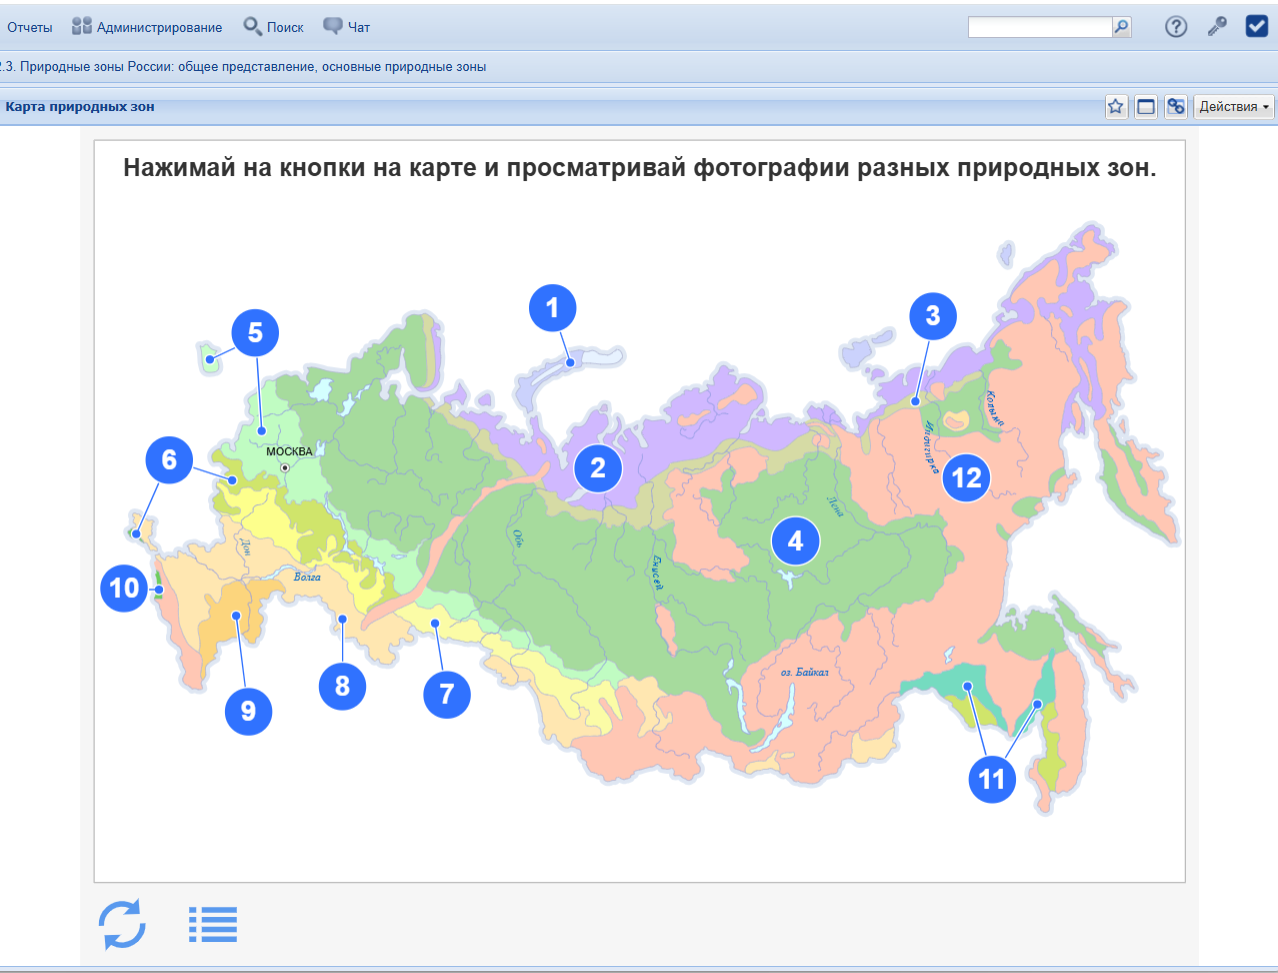 Отчеты Администрирование Поиск Чат
2.3. Природные зоны России: общее представление, основные природные зоны
Карта природных зон
Действия
Нажимай на кнопки на карте и просматривай фотографии разных природных зон.
1
3
5
МОСКВА
Колыма
Индигирка
6
2
12
Лена
4
Обь
Дон
Енисей
Волга
10
оз. Байкал
8
7
9
11